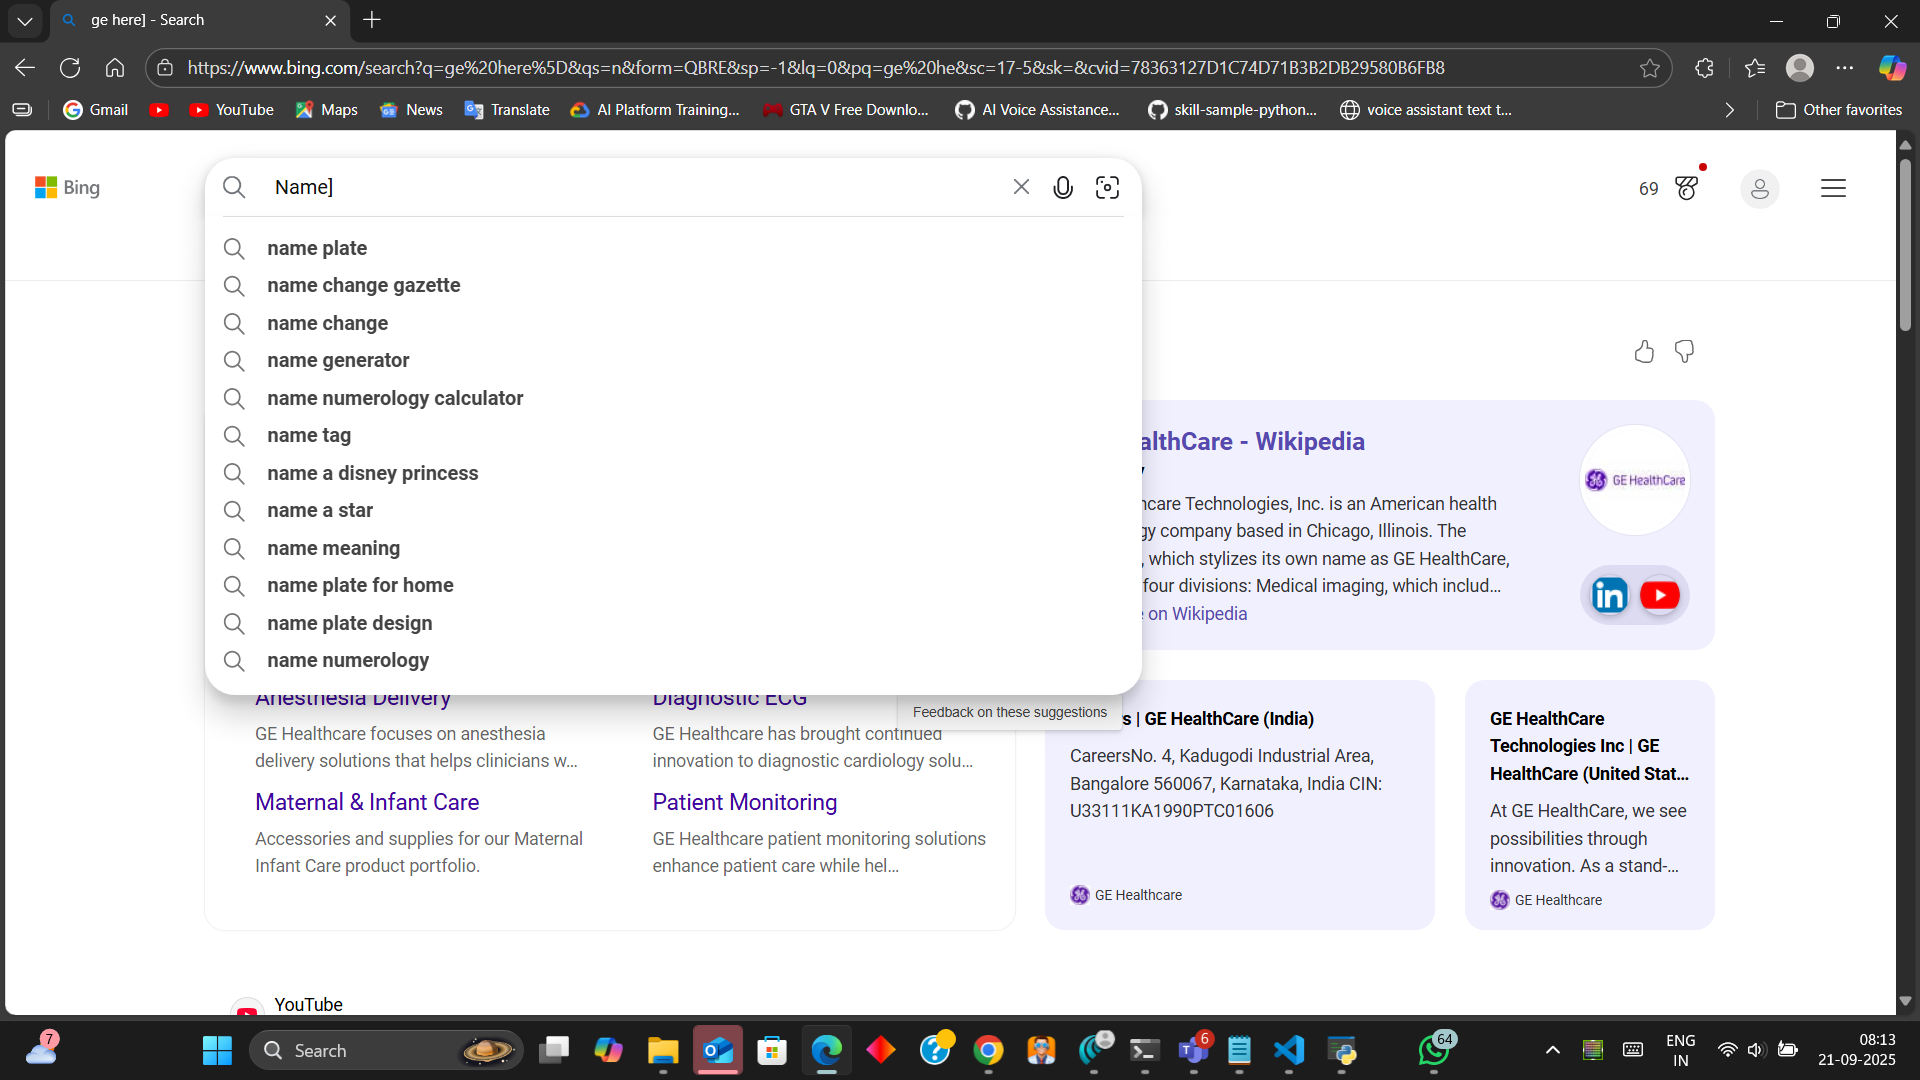 ge here] - Search
https://www.bing.com/search?q=ge%20here%5D&qs=n&form=QBRE&sp=-1&lq=0&pq=ge%20he&sc=17-5&sk=&cvid=78363127D1C74D71B3B2DB29580B6FB8
Gmail YouTube Maps News Translate AI Platform Training... GTA V Free Downlo... AI Voice Assistance... skill-sample-python... voice assistant text t... Other favorites
Bing
Name]
69
name plate
name change gazette
name change
name generator
name numerology calculator
name tag
name a disney princess
name a star
name meaning
name plate for home
name plate design
name numerology
Feedback on these suggestions
althCare - Wikipedia
GE HealthCare
ncare Technologies, Inc. is an American health
gy company based in Chicago, Illinois. The
, which stylizes its own name as GE HealthCare,
four divisions: Medical imaging, which includ...
on Wikipedia
in
Anesthesia Delivery
GE Healthcare focuses on anesthesia
delivery solutions that helps clinicians w...
Diagnostic ECG
GE Healthcare has brought continued
innovation to diagnostic cardiology solu...
Maternal & Infant Care
Accessories and supplies for our Maternal
Infant Care product portfolio.
Patient Monitoring
GE Healthcare patient monitoring solutions
enhance patient care while hel...
s | GE HealthCare (India)
CareersNo. 4, Kadugodi Industrial Area,
Bangalore 560067, Karnataka, India CIN:
U33111KA1990PTC01606
GE Healthcare
GE HealthCare
Technologies Inc | GE
HealthCare (United Stat...
At GE HealthCare, we see
possibilities through
innovation. As a stand-...
GE Healthcare
YouTube
7
Search
6
64
ENG
IN
08:13
21-09-2025